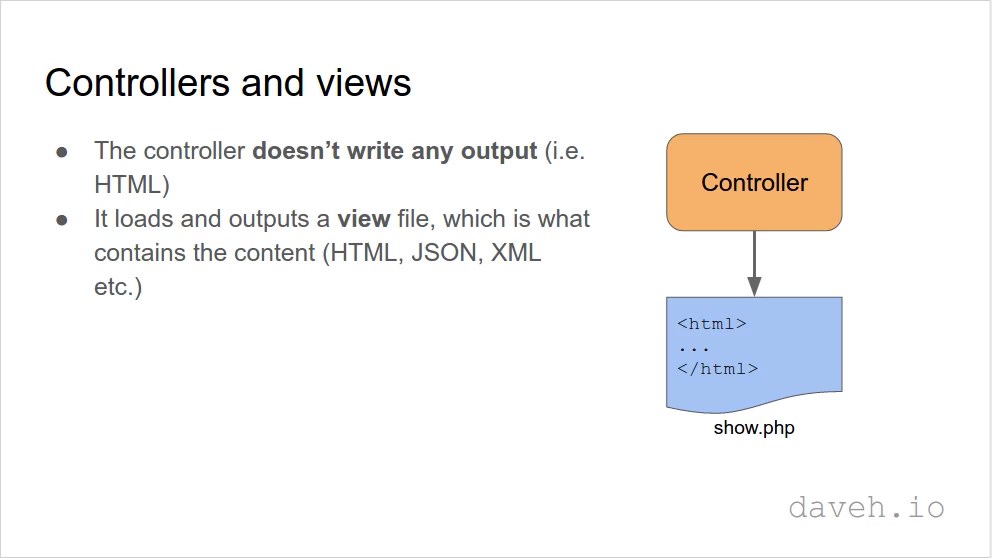 Controllers and views
● The controller doesn’t write any output (i.e.
HTML)
● It loads and outputs a view file, which is what
contains the content (HTML, JSON, XML
etc.)
Controller
<html>
...
</html>
show.php
daveh.io